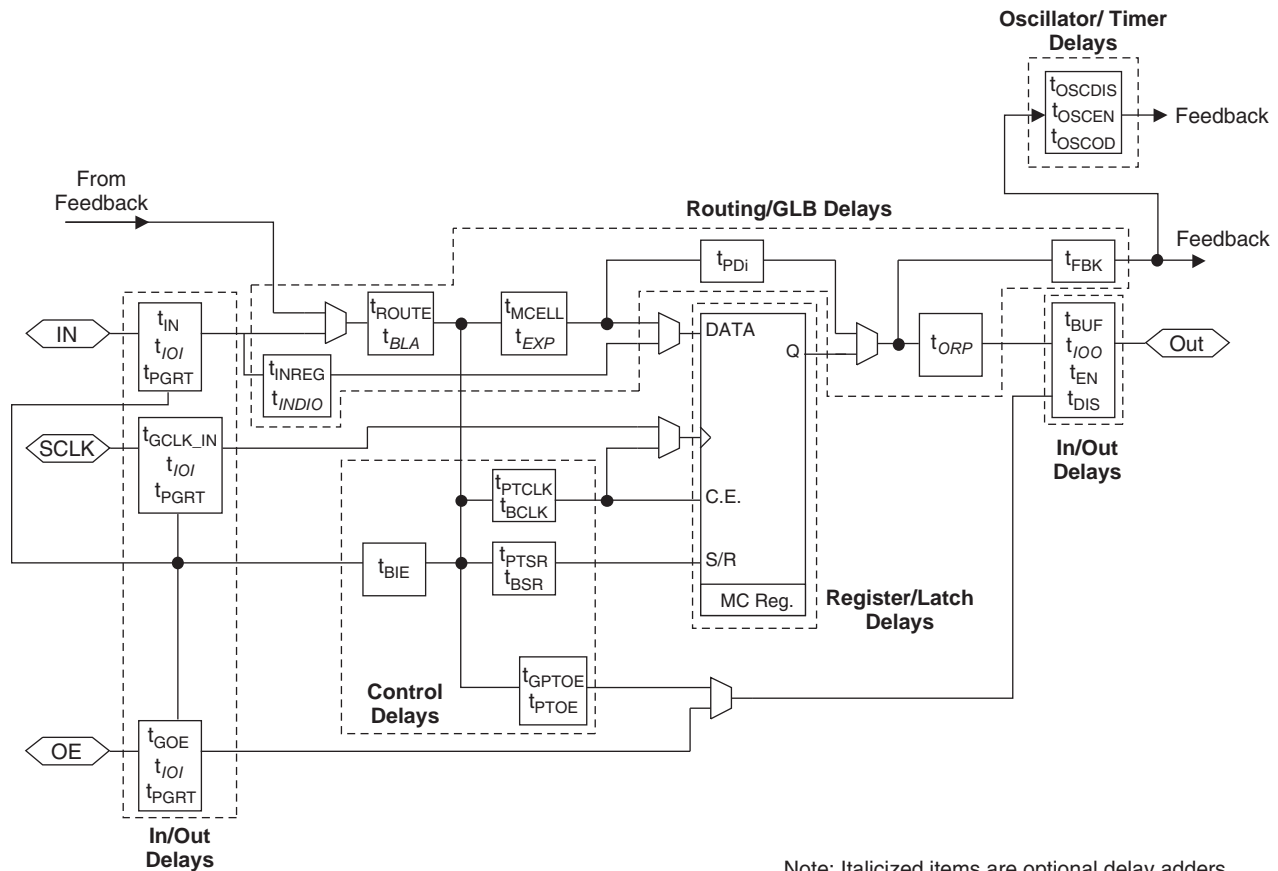 Oscillator/ Timer
Delays
tOSCDIS
tOSCEN
tOSCOD
Feedback
From
Feedback
Routing/GLB Delays
Feedback
tPDi
tFBK
IN
tIN
tIOI
tPGRT
tROUTE
tBLA
tMCELL
tEXP
tINREG
tINDIO
DATA
Q
C.E.
S/R
MC Reg.
tORP
tBUF
tIOO
tEN
tDIS
Out
In/Out
Delays
SCLK
tGCLK_IN
tIOI
tPGRT
tPTCLK
tBCLK
tBIE
tPTSR
tBSR
Register/Latch
Delays
Control
Delays
tGPTOE
tPTOE
OE
tGOE
tIOI
tPGRT
In/Out
Delays
Note: Italicized items are optional delay adders